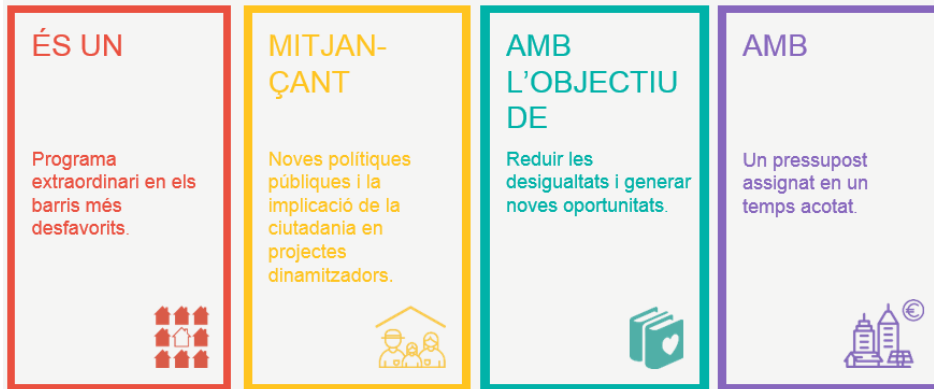 ÉS UN
Programa
extraordinari en els
barris més
desfavorits.
MITJAN-
ÇANT
Noves polítiques
públiques i la
implicació de la
ciutadania en
projectes
dinamitzadors.
AMB
L'OBJECTIU
DE
Reduir les
desigualtats i generar
noves oportunitats.
AMB
Un pressupost
assignat en un
temps acotat.
€